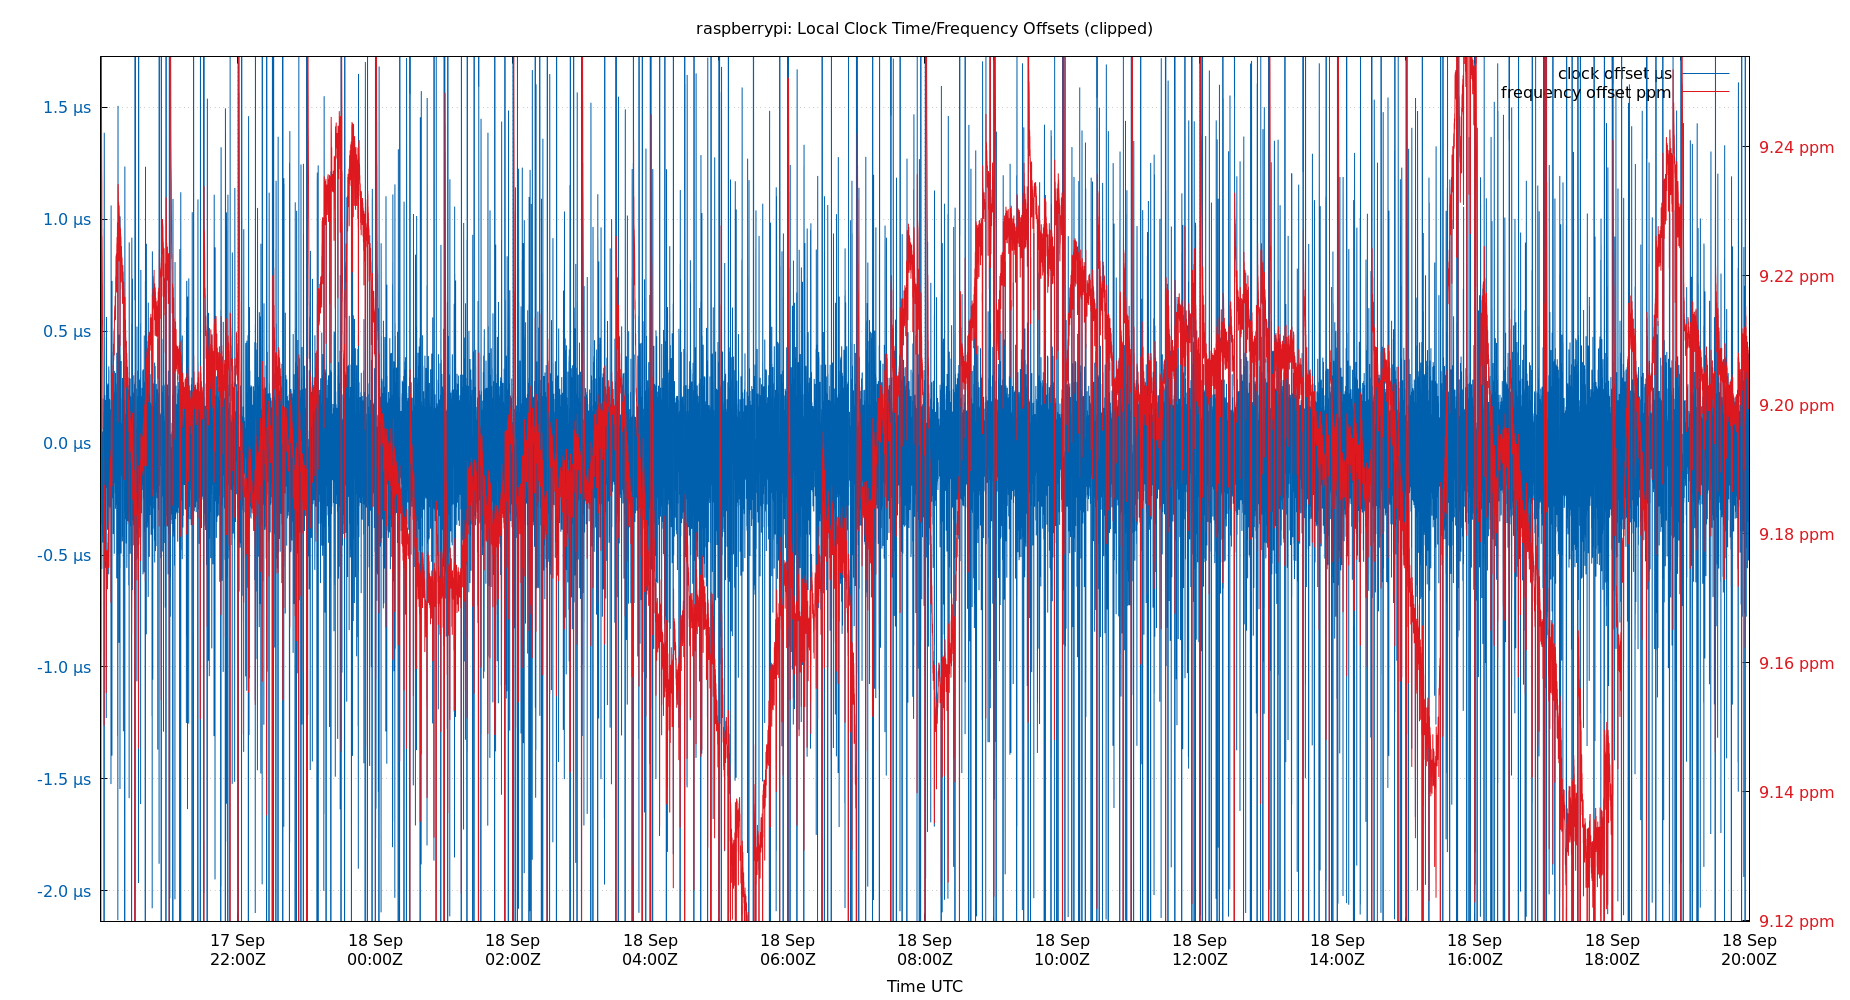 raspberrypi: Local Clock Time/Frequency Offsets (clipped)
clock offset µs
frequency offset ppm
1.5 µs
1.0 µs
0.5 µs
0.0 µs
-0.5 µs
-1.0 µs
-1.5 µs
-2.0 µs
9.24 ppm
9.22 ppm
9.20 ppm
9.18 ppm
9.16 ppm
9.14 ppm
9.12 ppm
17 Sep
22:00Z
18 Sep
00:00Z
18 Sep
02:00Z
18 Sep
04:00Z
18 Sep
06:00Z
18 Sep
08:00Z
18 Sep
10:00Z
18 Sep
12:00Z
18 Sep
14:00Z
18 Sep
16:00Z
18 Sep
18:00Z
18 Sep
20:00Z
Time UTC